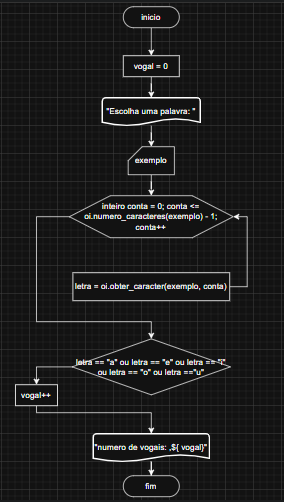 inicio
vogal = 0
"Escolha uma palavra: "
exemplo
inteiro conta = 0; conta <=
oi.numero_caracteres(exemplo) - 1;
conta++
letra = oi.obter_caracter(exemplo, conta)
letra == "a" ou letra == "e" ou letra == "i"
ou letra == "o" ou letra =="u"
vogal++
"numero de vogais: ,${ vogal}"
fim